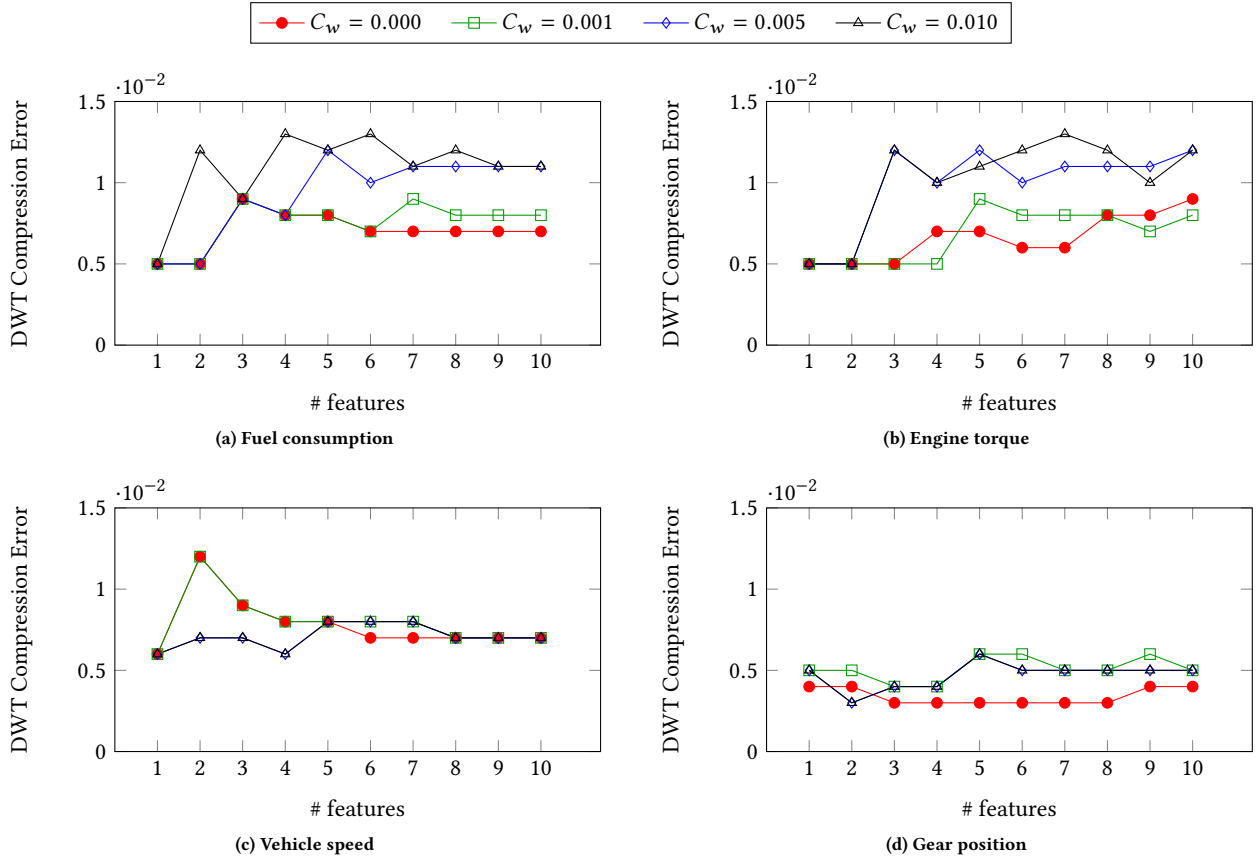 C_w = 0.000 C_w = 0.001 C_w = 0.005 C_w = 0.010
·10⁻²
1.5
1
0.5
0
DWT Compression Error
1 2 3 4 5 6 7 8 9 10
# features
(a) Fuel consumption
·10⁻²
1.5
1
0.5
0
DWT Compression Error
1 2 3 4 5 6 7 8 9 10
# features
(b) Engine torque
·10⁻²
1.5
1
0.5
0
DWT Compression Error
1 2 3 4 5 6 7 8 9 10
# features
(c) Vehicle speed
·10⁻²
1.5
1
0.5
0
DWT Compression Error
1 2 3 4 5 6 7 8 9 10
# features
(d) Gear position